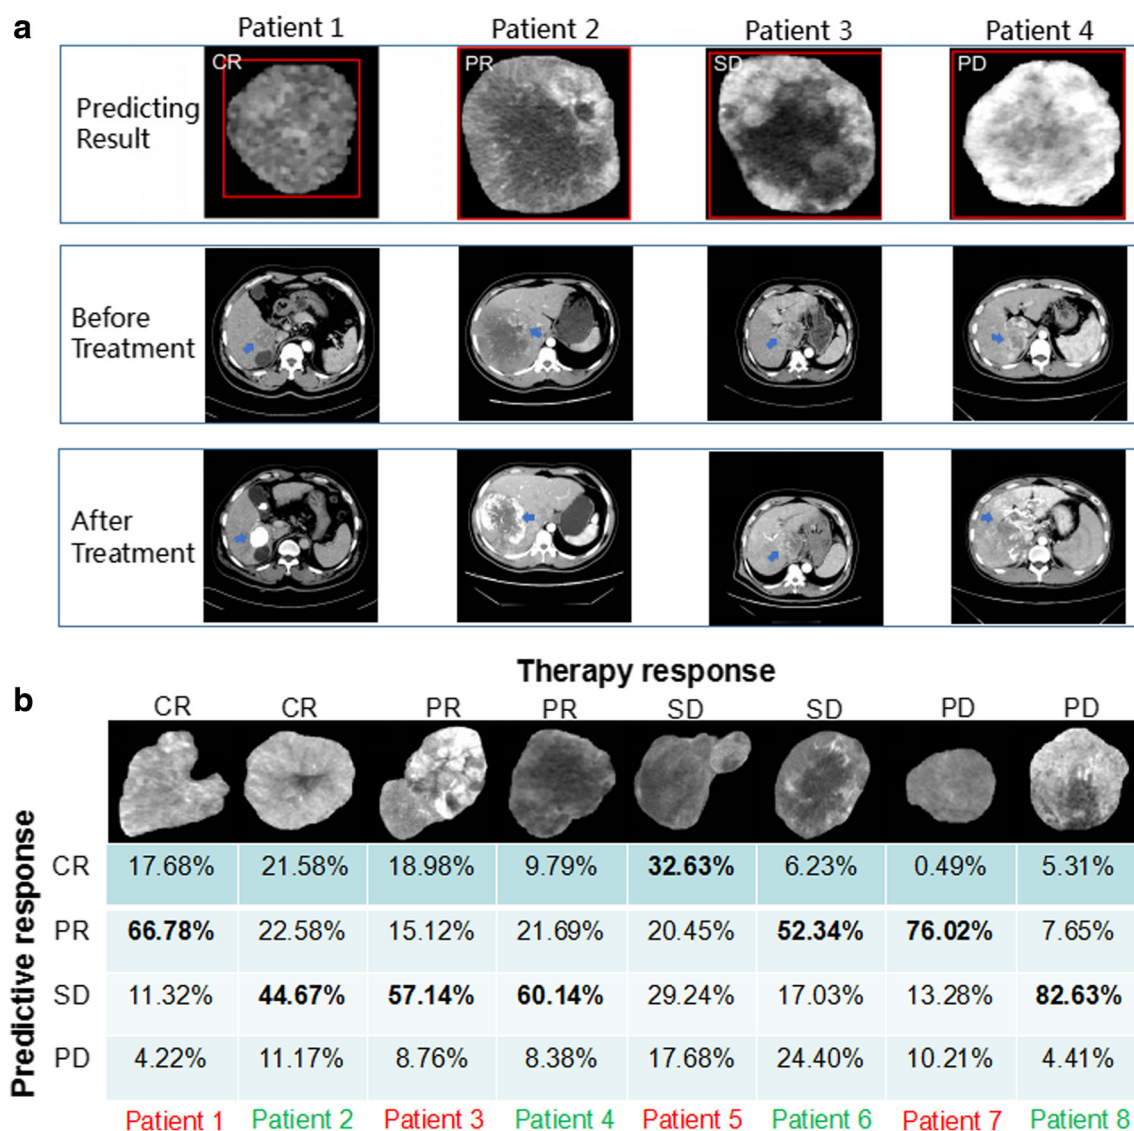 a
Patient 1 Patient 2 Patient 3 Patient 4
Predicting
Result
CR PR SD PD
Before
Treatment
After
Treatment
b
Therapy response
CR CR PR PR SD SD PD PD
Predictive response
CR 17.68% 21.58% 18.98% 9.79% 32.63% 6.23% 0.49% 5.31%
PR 66.78% 22.58% 15.12% 21.69% 20.45% 52.34% 76.02% 7.65%
SD 11.32% 44.67% 57.14% 60.14% 29.24% 17.03% 13.28% 82.63%
PD 4.22% 11.17% 8.76% 8.38% 17.68% 24.40% 10.21% 4.41%
Patient 1 Patient 2 Patient 3 Patient 4 Patient 5 Patient 6 Patient 7 Patient 8